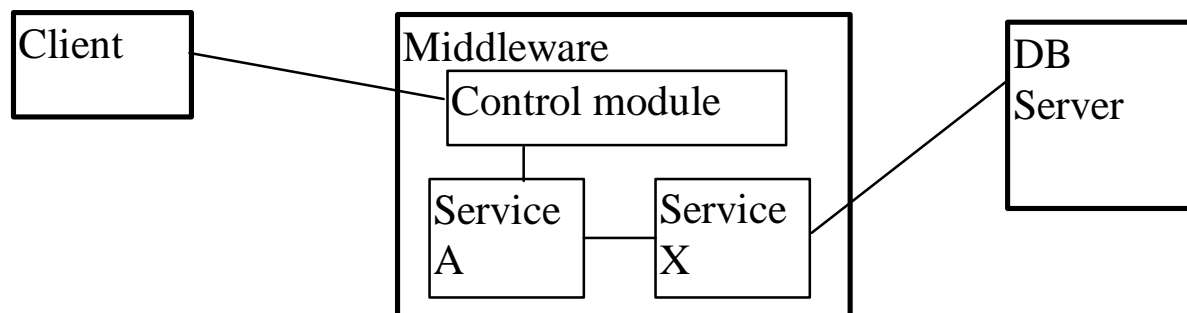 Client
Middleware
Control module
Service
A
Service
X
DB
Server